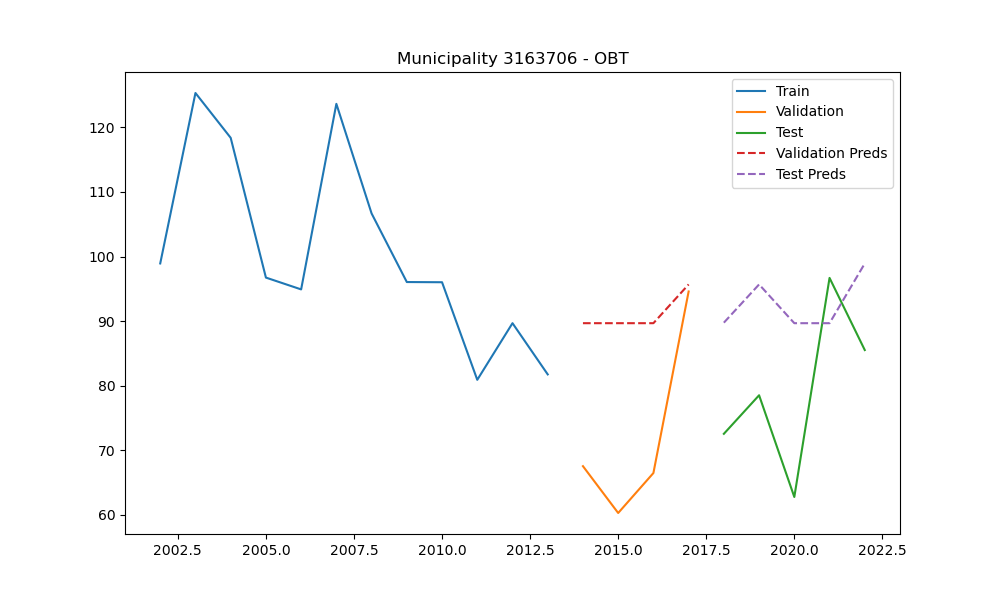 Municipality 3163706 - OBT
Train
Validation
Test
Validation Preds
Test Preds
120
110
100
90
80
70
60
2002.5 2005.0 2007.5 2010.0 2012.5 2015.0 2017.5 2020.0 2022.5